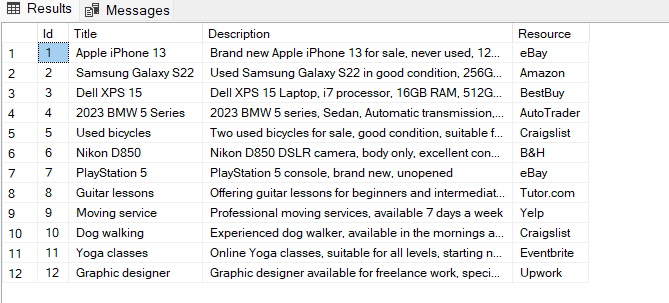 Results Messages
Id Title Description Resource
1 1 Apple iPhone 13 Brand new Apple iPhone 13 for sale, never used, 12... eBay
2 2 Samsung Galaxy S22 Used Samsung Galaxy S22 in good condition, 256G... Amazon
3 3 Dell XPS 15 Dell XPS 15 Laptop, i7 processor, 16GB RAM, 512G... BestBuy
4 4 2023 BMW 5 Series 2023 BMW 5 series, Sedan, Automatic transmission,... AutoTrader
5 5 Used bicycles Two used bicycles for sale, good condition, suitable f... Craigslist
6 6 Nikon D850 Nikon D850 DSLR camera, body only, excellent con... B&H
7 7 PlayStation 5 PlayStation 5 console, brand new, unopened eBay
8 8 Guitar lessons Offering guitar lessons for beginners and intermediat... Tutor.com
9 9 Moving service Professional moving services, available 7 days a week Yelp
10 10 Dog walking Experienced dog walker, available in the mornings a... Craigslist
11 11 Yoga classes Online Yoga classes, suitable for all levels, starting n... Eventbrite
12 12 Graphic designer Graphic designer available for freelance work, speci... Upwork